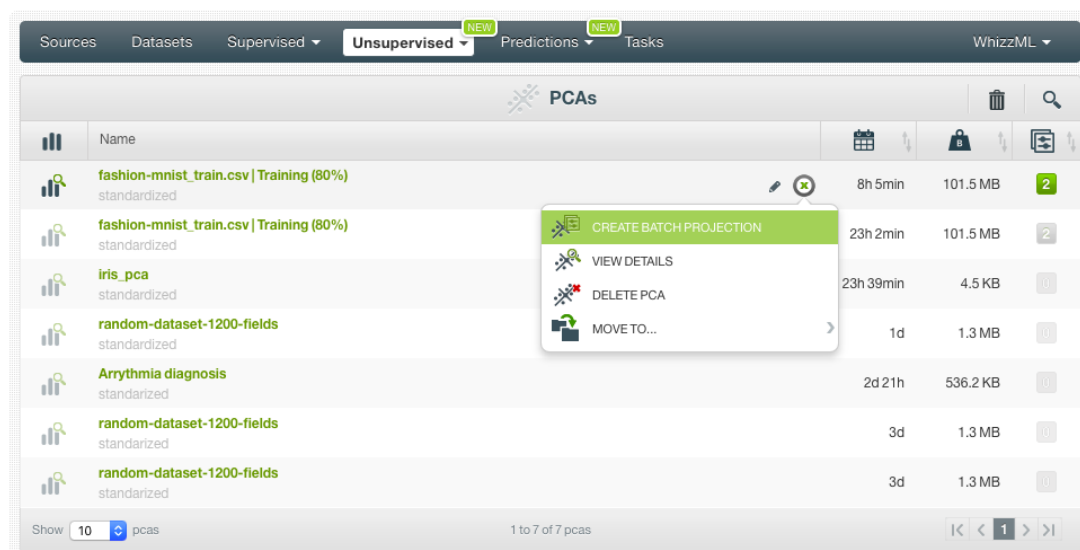 NEW NEW
Sources Datasets Supervised Unsupervised Predictions Tasks WhizzML
PCAs
Name B
fashion-mnist_train.csv | Training (80%)
standardized 8h 5min 101.5 MB 2
fashion-mnist_train.csv | Training (80%)
standardized 23h 2min 101.5 MB 2
CREATE BATCH PROJECTION
iris_pca
standardized 23h 39min 4.5 KB 0
VIEW DETAILS
DELETE PCA
random-dataset-1200-fields
standardized 1d 1.3 MB 0
MOVE TO...
Arrythmia diagnosis
standarized 2d 21h 536.2 KB 0
random-dataset-1200-fields
standarized 3d 1.3 MB 0
random-dataset-1200-fields
standarized 3d 1.3 MB 0
Show 10 pcas 1 to 7 of 7 pcas 1